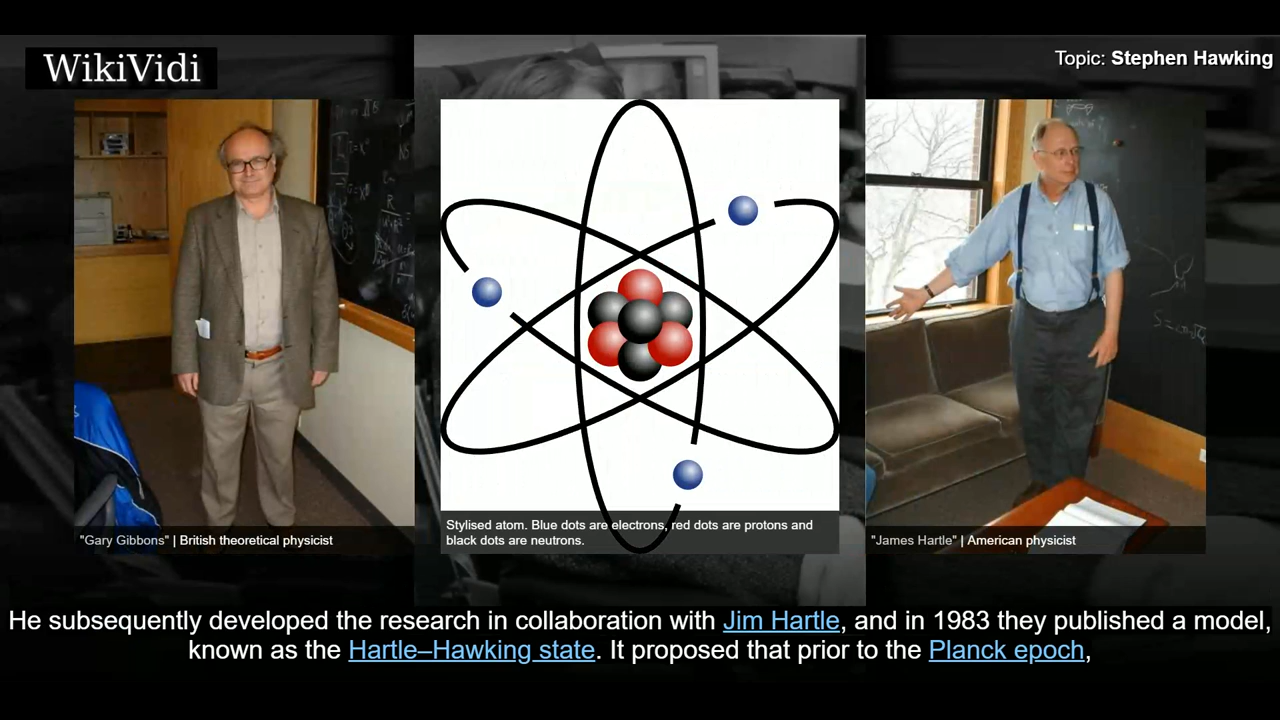 WikiVidi
Topic: Stephen Hawking
"Gary Gibbons" | British theoretical physicist
Stylised atom. Blue dots are electrons, red dots are protons and
black dots are neutrons.
"James Hartle" | American physicist
He subsequently developed the research in collaboration with Jim Hartle, and in 1983 they published a model,
known as the Hartle–Hawking state. It proposed that prior to the Planck epoch,